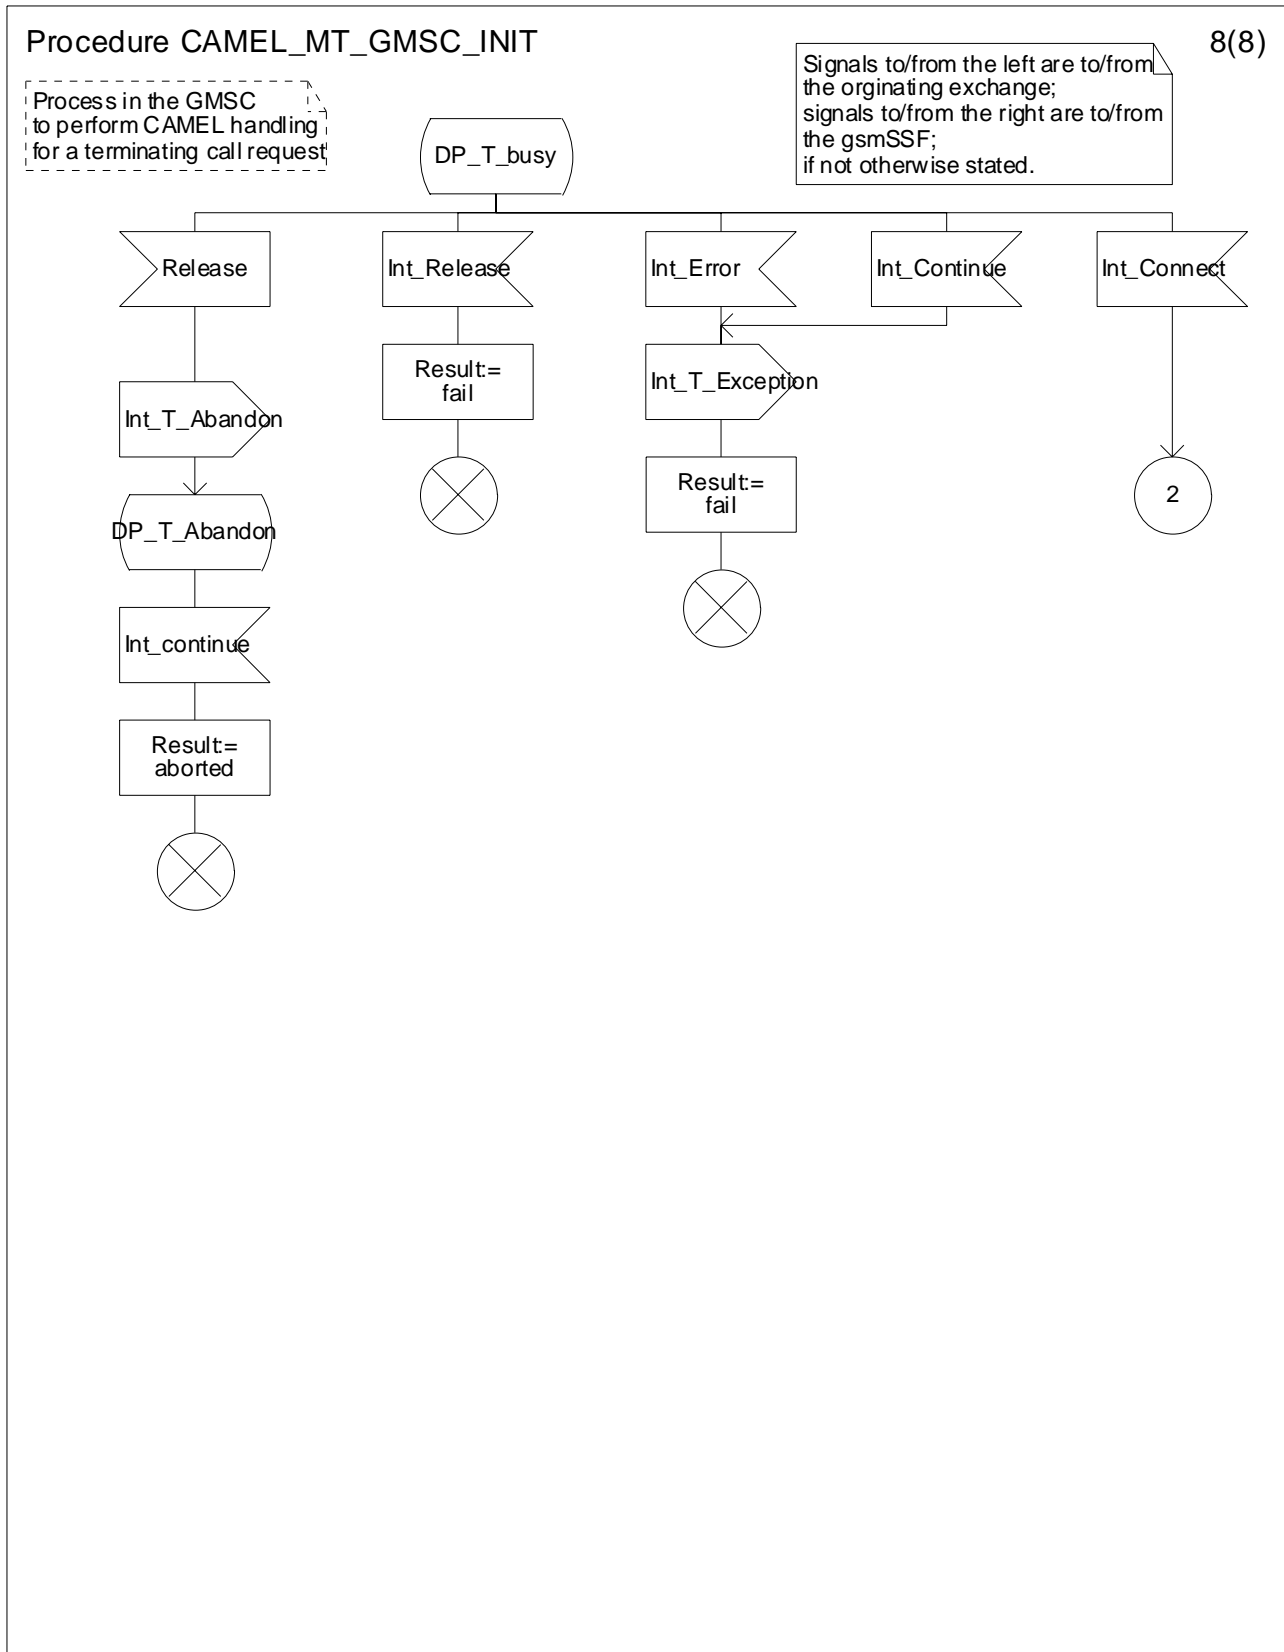 Procedure CAMEL_MT_GMSC_INIT
8(8)
Process in the GMSC
to perform CAMEL handling
for a terminating call request
Signals to/from the left are to/from
the orginating exchange;
signals to/from the right are to/from
the gsmSSF;
if not otherwise stated.
DP_T_busy
Release
Int_Release
Int_Error
Int_Continue
Int_Connect
Result:=
fail
Int_T_Exception
Int_T_Abandon
Result:=
fail
2
DP_T_Abandon
Int_continue
Result:=
aborted